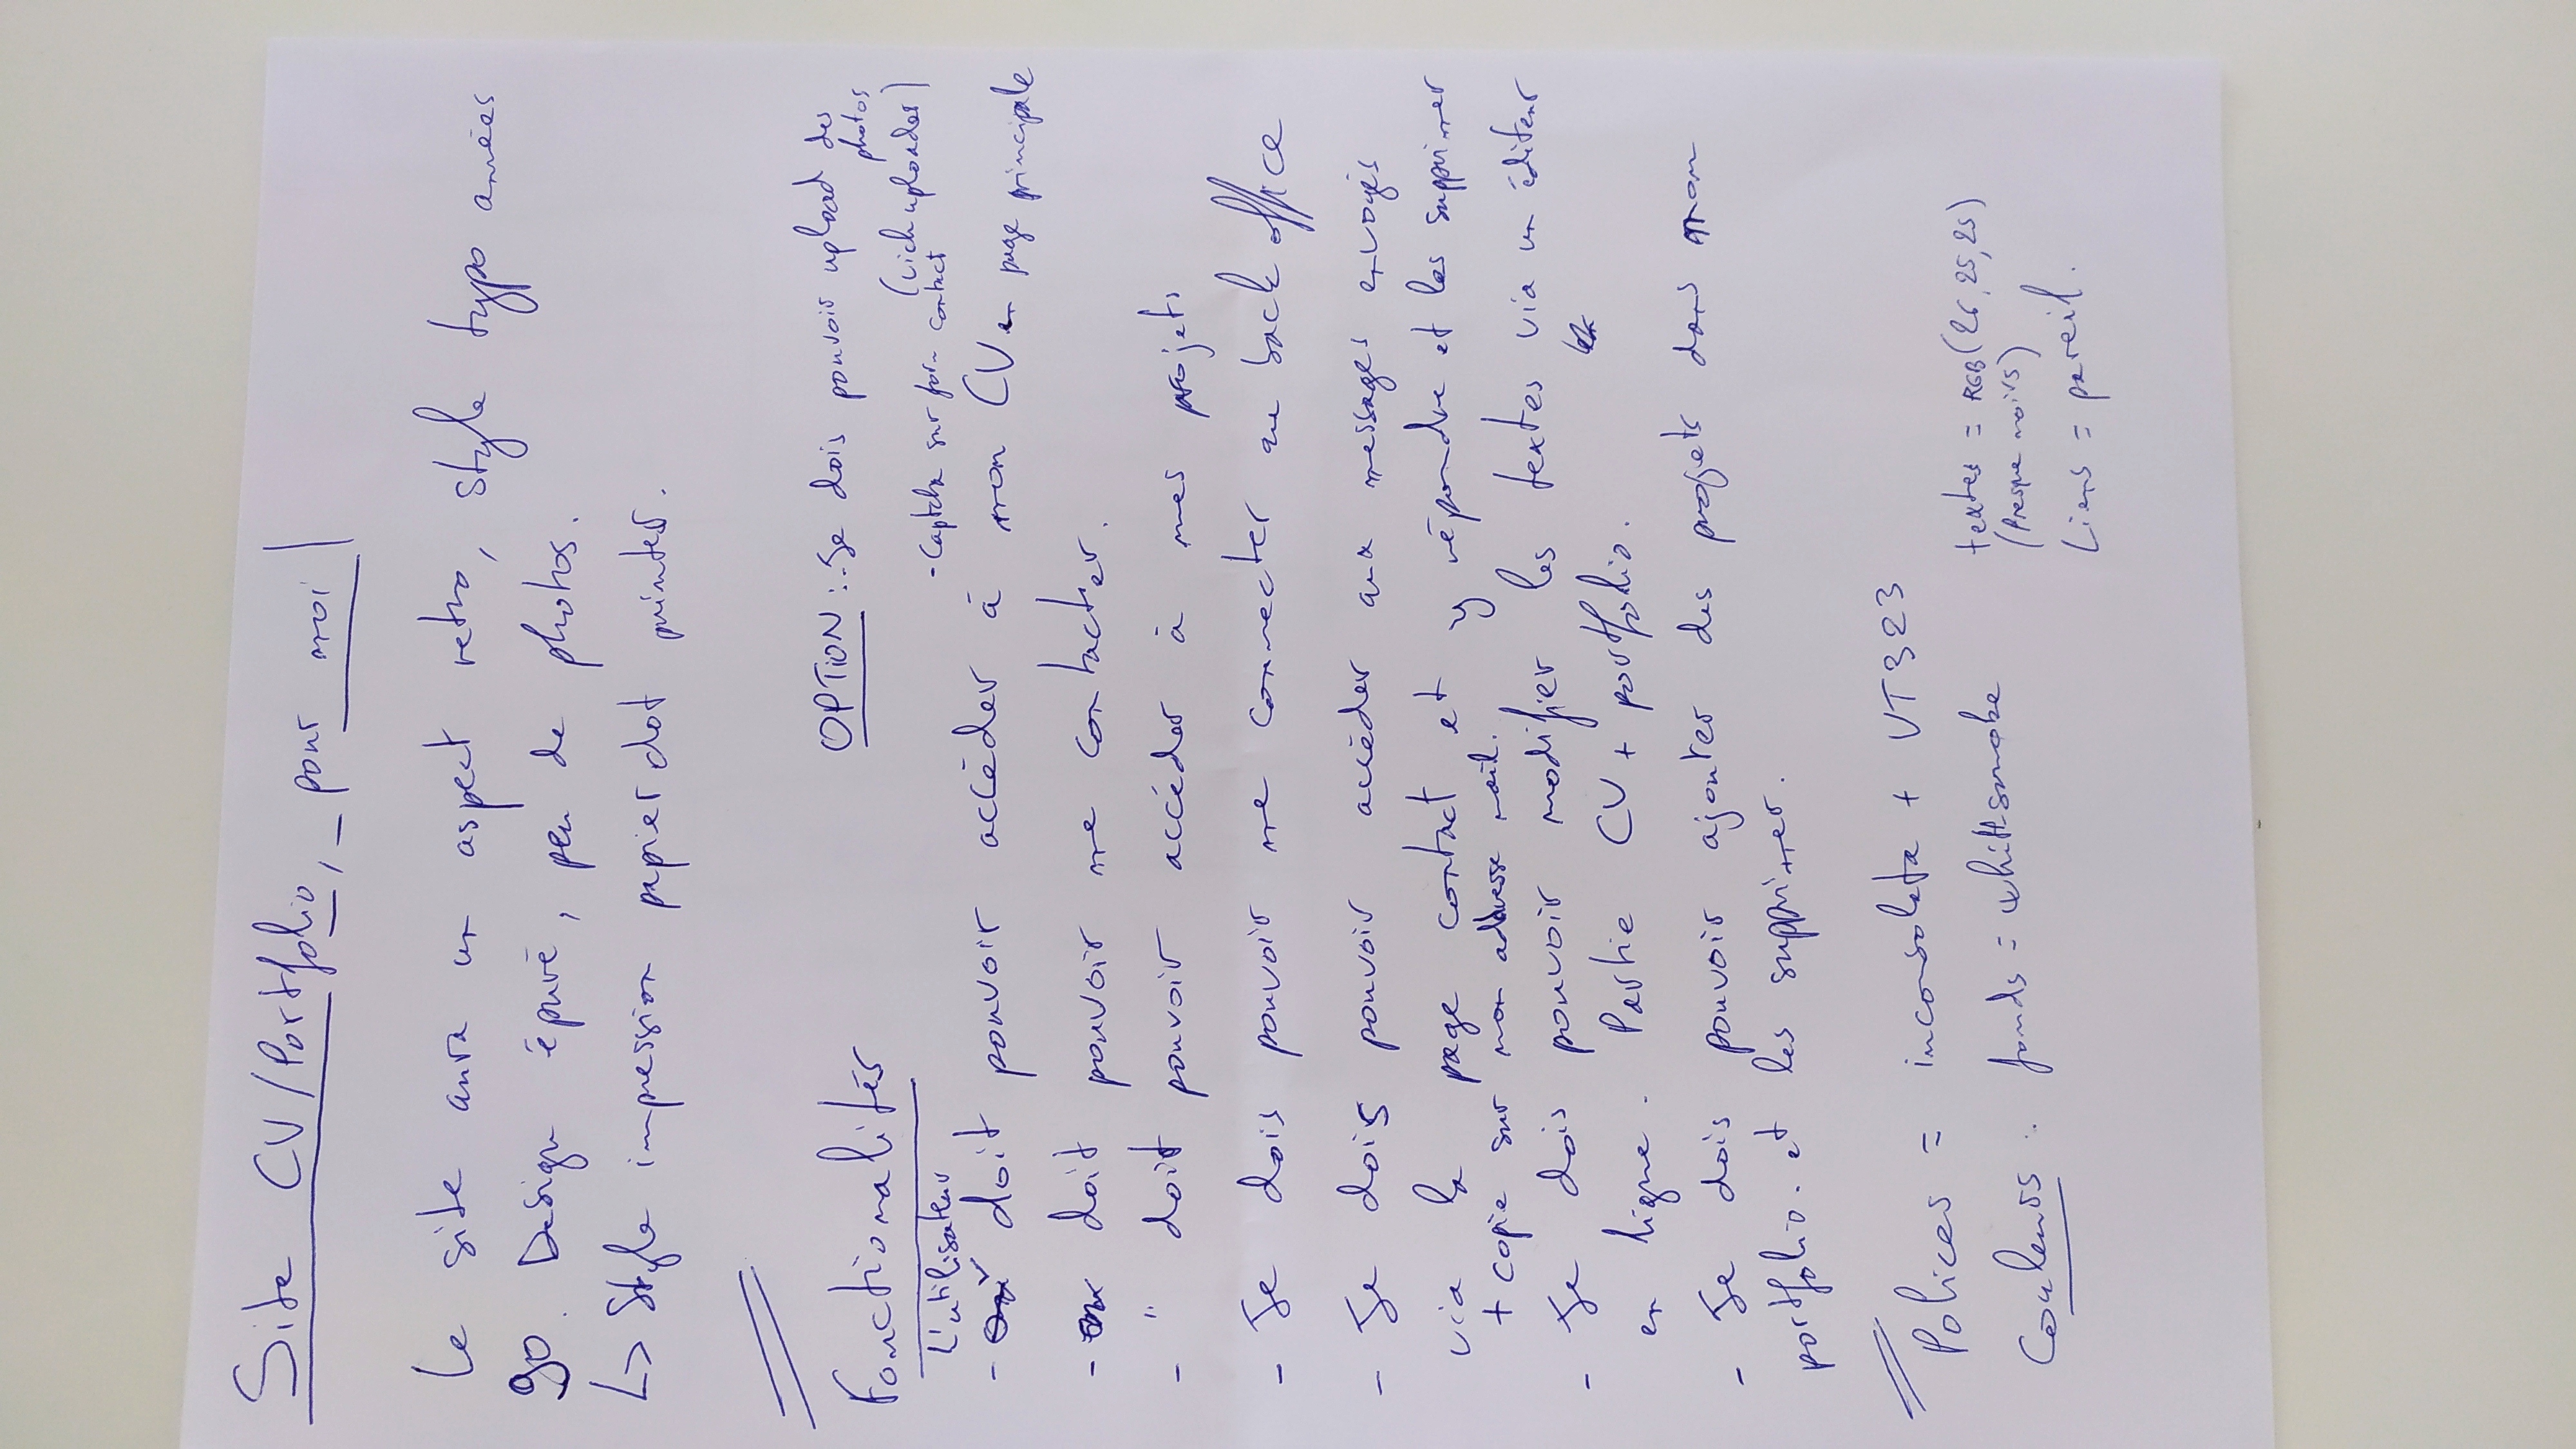 Site CV/Portfolio, - pour moi
Le site aura un aspect retro, style typo années
90. Design épuré, peu de photos.
L> Style impression papier dot printer.
Fonctionalités
OPTION : - Je dois pouvoir upload des
photos
(vich uploader)
- Captcha sur form contact
L'utilisateur
- doit pouvoir accéder à mon CV en page principale
- doit pouvoir me contacter.
- " doit pouvoir accéder à mes projets
- Je dois pouvoir me connecter au back office
- Je dois pouvoir accéder aux messages envoyés
via la page contact et y répondre et les supprimer
+ copie sur mon adresse mail.
- Je dois pouvoir modifier les textes via un éditeur
en ligne. Partie CV + portfolio.
- Je dois pouvoir ajouter des projets dans mon
portfolio. et les supprimer.
Polices = inconsolata + VT323
Couleurs : fonds = whitesmoke
textes = RGB(25,25,25)
(Presque noirs)
Liens = pareil.